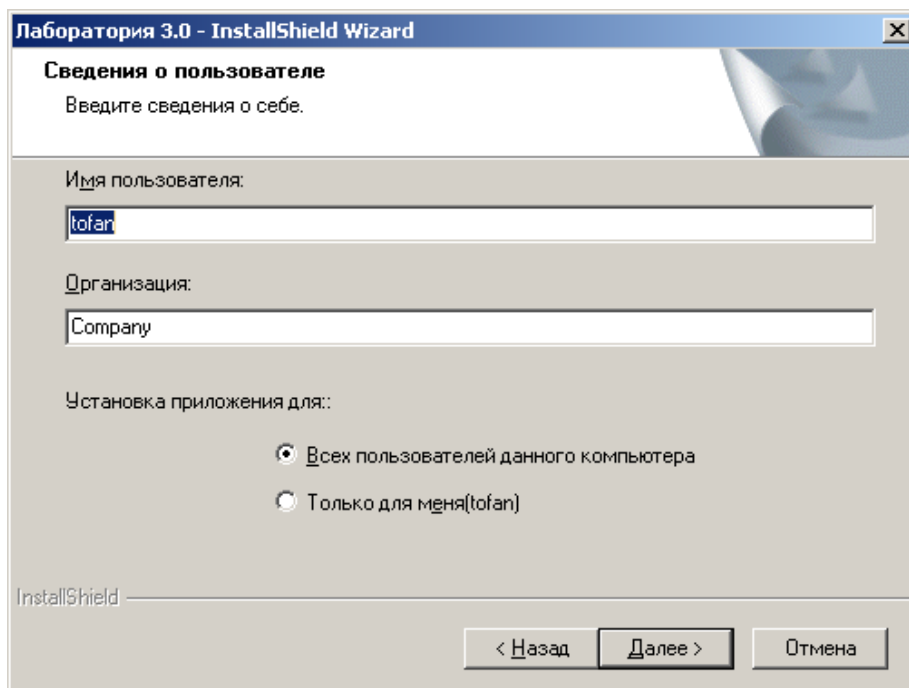 Лаборатория 3.0 - InstallShield Wizard
Сведения о пользователе
Введите сведения о себе.
Имя пользователя:
tofan
Организация:
Company
Установка приложения для::
Всех пользователей данного компьютера
Только для меня(tofan)
InstallShield
< Назад
Далее >
Отмена